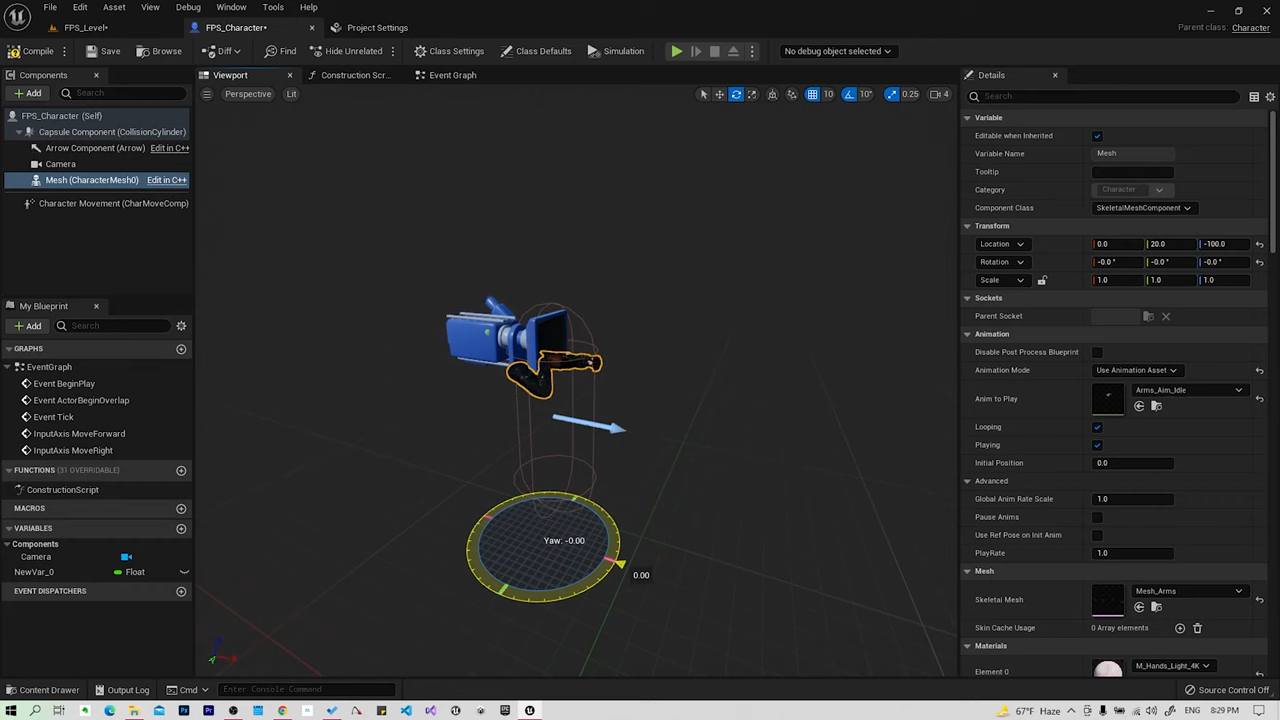 File Edit Asset View Debug Window Tools Help
FPS_Level•
FPS_Character•
Project Settings
Parent class: Character
Compile
Save
Browse
Diff
Find
Hide Unrelated
Class Settings
Class Defaults
Simulation
No debug object selected
Components
Add
Search
FPS_Character (Self)
Capsule Component (CollisionCylinder)
Arrow Component (Arrow) Edit in C++
Camera
Mesh (CharacterMesh0) Edit in C++
Character Movement (CharMoveComp)
My Blueprint
Add
Search
GRAPHS
EventGraph
Event BeginPlay
Event ActorBeginOverlap
Event Tick
InputAxis MoveForward
InputAxis MoveRight
FUNCTIONS (31 OVERRIDABLE)
ConstructionScript
MACROS
VARIABLES
Components
Camera
NewVar_0 Float
EVENT DISPATCHERS
Viewport
Construction Scr...
Event Graph
Perspective
Lit
10
10°
0.25
4
Yaw: -0.00
0.00
Details
Search
Variable
Editable when Inherited
Variable Name Mesh
Tooltip
Category Character
Component Class SkeletalMeshComponent
Transform
Location 0.0 20.0 -100.0
Rotation -0.0 ° -0.0 ° -0.0 °
Scale 1.0 1.0 1.0
Sockets
Parent Socket
Animation
Disable Post Process Blueprint
Animation Mode Use Animation Asset
Anim to Play Arms_Aim_Idle
Looping
Playing
Initial Position 0.0
Advanced
Global Anim Rate Scale 1.0
Pause Anims
Use Ref Pose on Init Anim
PlayRate 1.0
Mesh
Skeletal Mesh Mesh_Arms
Skin Cache Usage 0 Array elements
Materials
Element 0 M_Hands_Light_4K
Content Drawer
Output Log
Cmd
Enter Console Command
Source Control Off
67°F Haze
ENG
8:29 PM